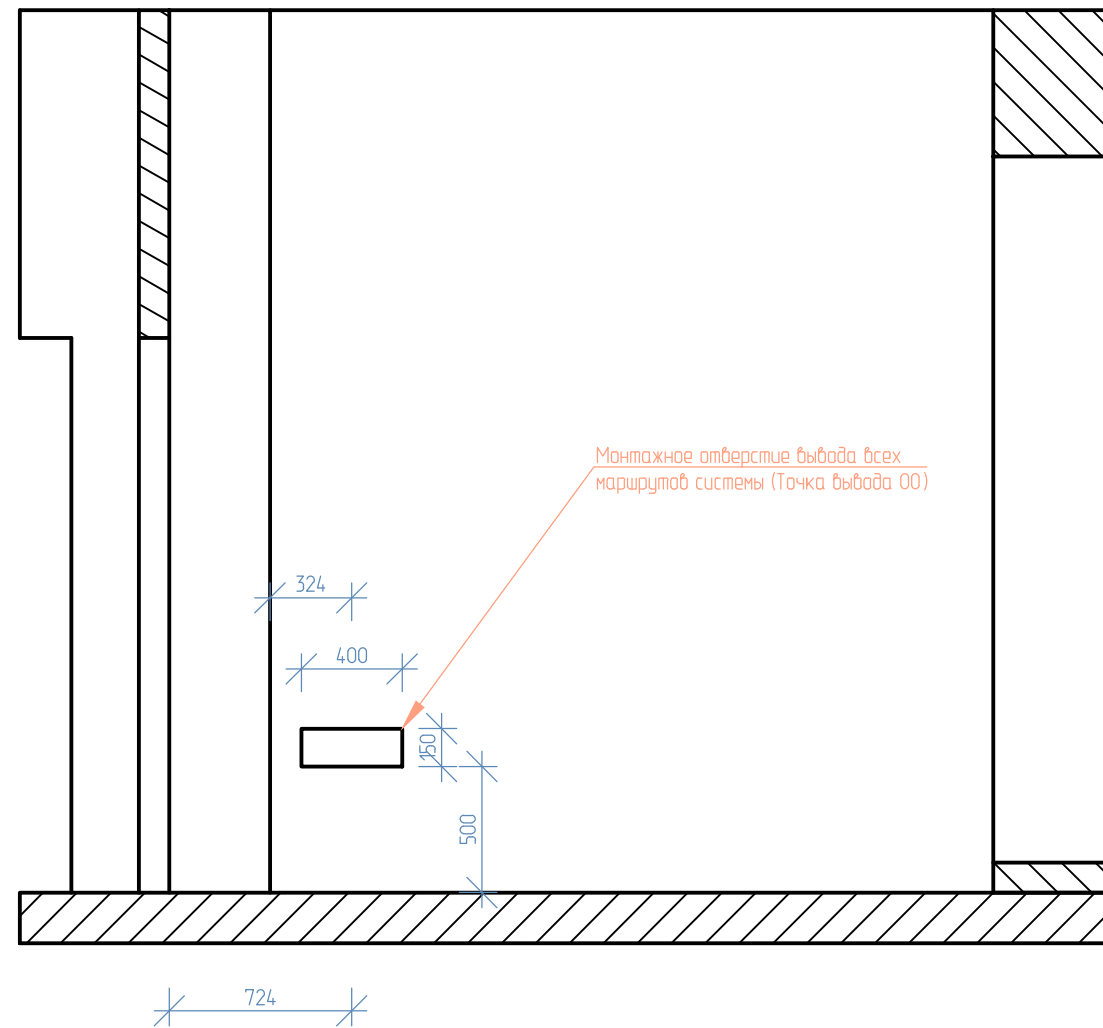 Монтажное отверстие вывода всех
маршрутов системы (Точка вывода 00)
324
400
150
500
724